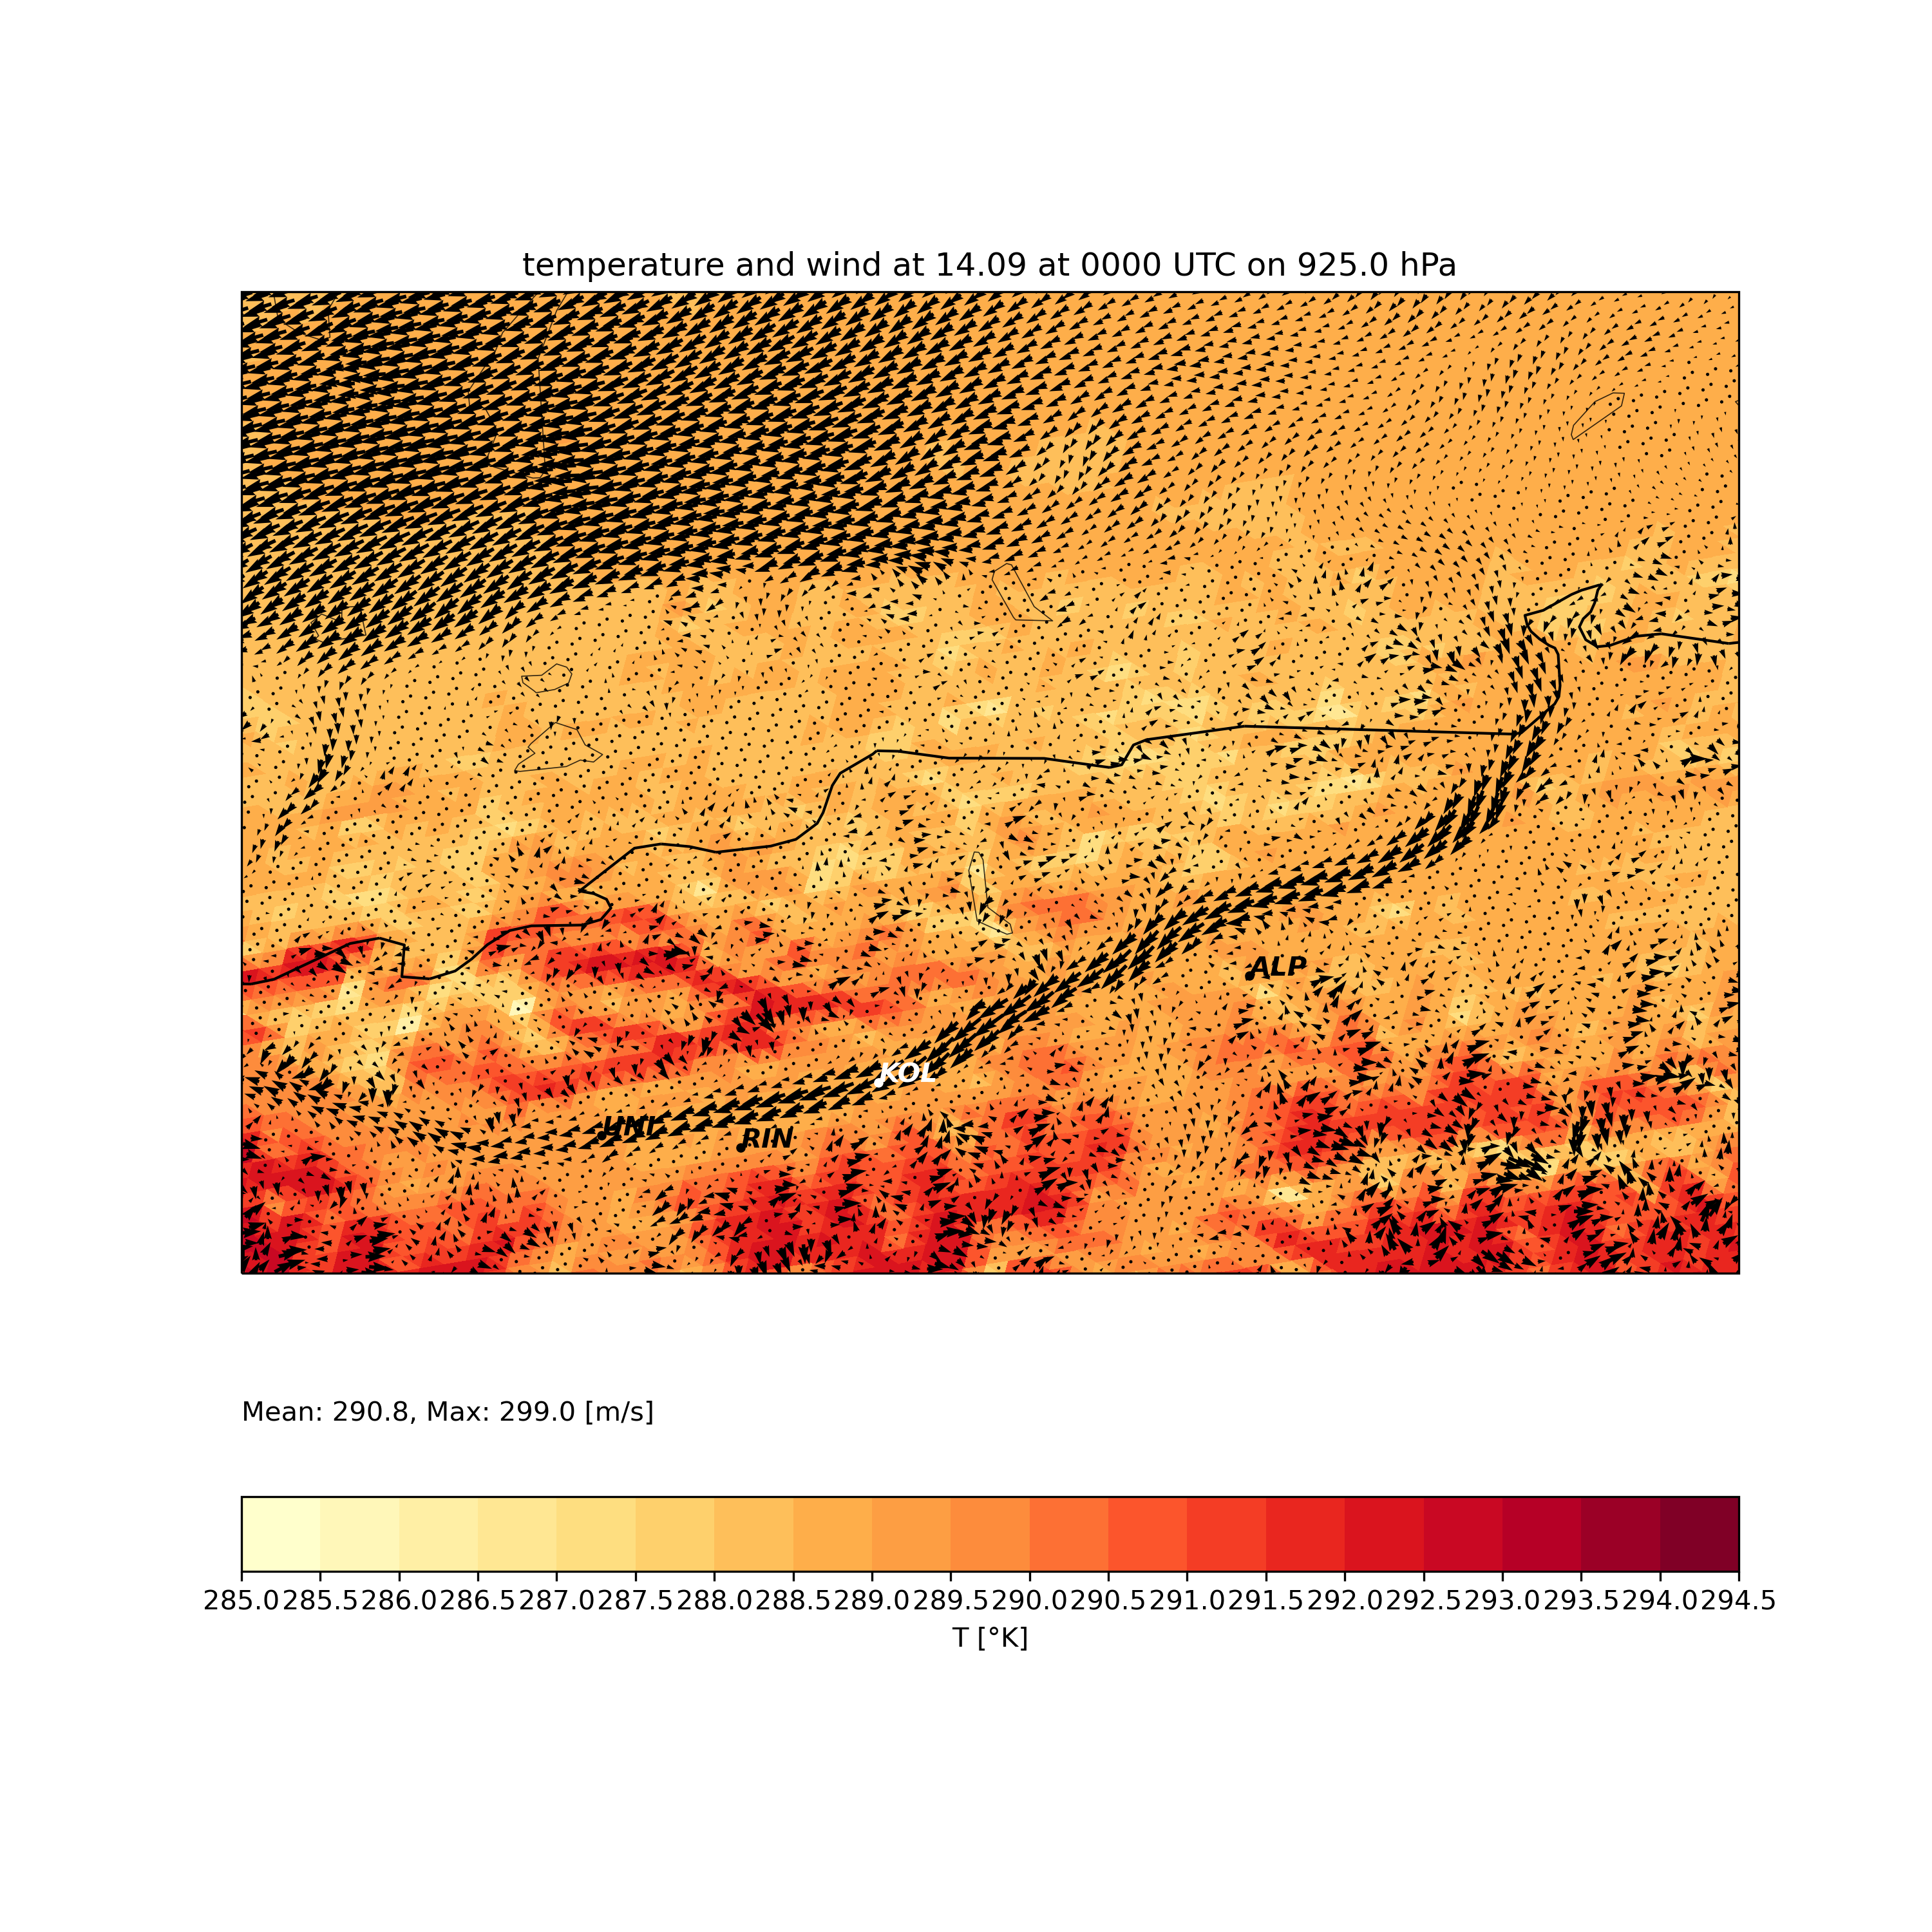 temperature and wind at 14.09 at 0000 UTC on 925.0 hPa
ALP
KOL
UNI
RIN
Mean: 290.8, Max: 299.0 [m/s]
285.0 285.5 286.0 286.5 287.0 287.5 288.0 288.5 289.0 289.5 290.0 290.5 291.0 291.5 292.0 292.5 293.0 293.5 294.0 294.5
T [°K]